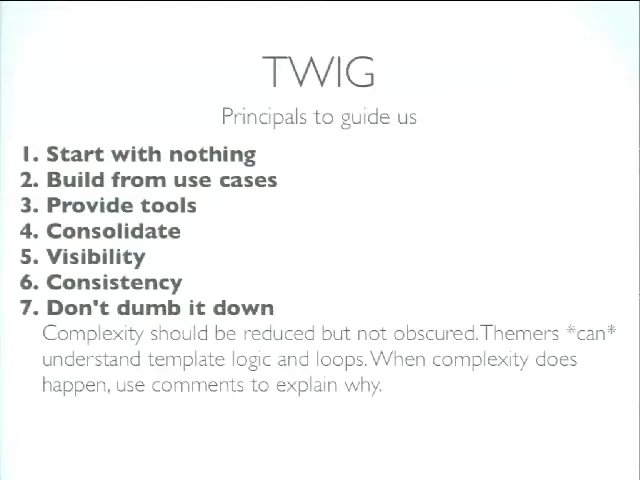 TWIG
Principals to guide us
1. Start with nothing
2. Build from use cases
3. Provide tools
4. Consolidate
5. Visibility
6. Consistency
7. Don't dumb it down
Complexity should be reduced but not obscured. Themers *can*
understand template logic and loops. When complexity does
happen, use comments to explain why.